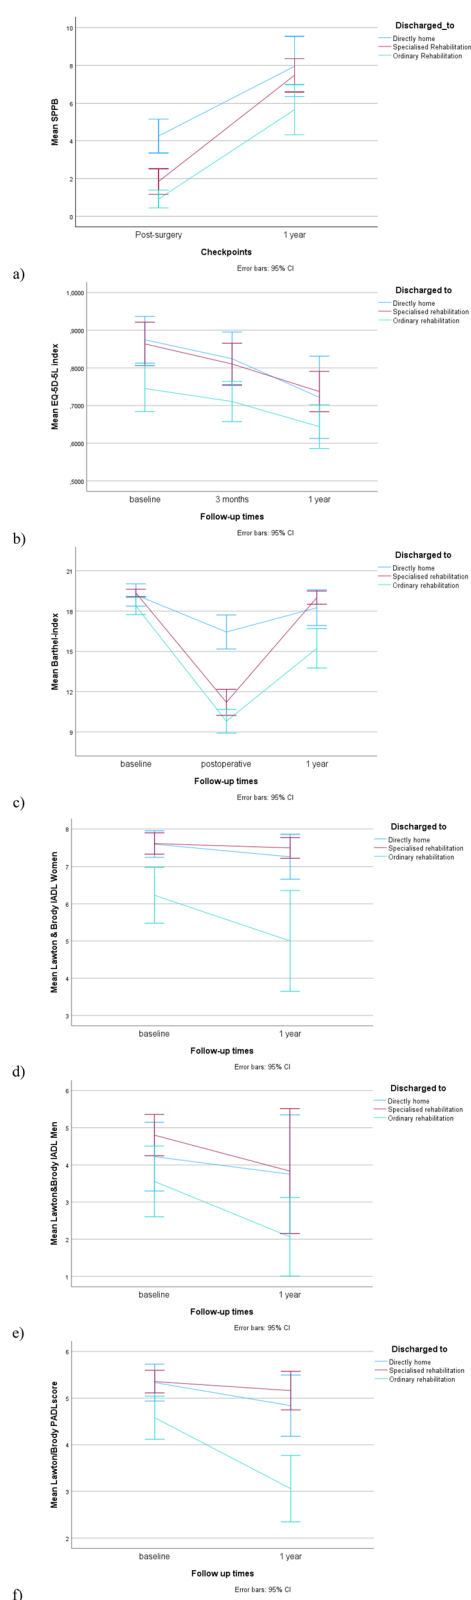 Discharged_to
Directly home
Specialised Rehabilitation
Ordinary Rehabilitation
10
8
6
4
2
0
Mean SPPB
Post-surgery
1 year
Checkpoints
Error bars: 95% CI
a)
Discharged to
Directly home
Specialised rehabilitation
Ordinary rehabilitation
1,0000
,9000
,8000
,7000
,6000
,5000
Mean EQ-5D-5L index
baseline
3 months
1 year
Follow-up times
Error bars: 95% CI
b)
Discharged to
Directly home
Specialised rehabilitation
Ordinary rehabilitation
21
18
15
12
9
Mean Barthel-index
baseline
postoperative
1 year
Follow-up times
Error bars: 95% CI
c)
Discharged to
Directly home
Specialised rehabilitation
Ordinary rehabilitation
8
7
6
5
4
3
Mean Lawton & Brody IADL Women
baseline
1 year
Follow-up times
Error bars: 95% CI
d)
Discharged to
Directly home
Specialised rehabilitation
Ordinary rehabilitation
6
5
4
3
2
1
Mean Lawton&Brody IADL Men
baseline
1 year
Follow-up times
Error bars: 95% CI
e)
Discharged to
Directly home
Specialised rehabilitation
Ordinary rehabilitation
6
5
4
3
2
Mean Lawton/Brody PADLscore
baseline
1 year
Follow up times
Error bars: 95% CI
f)